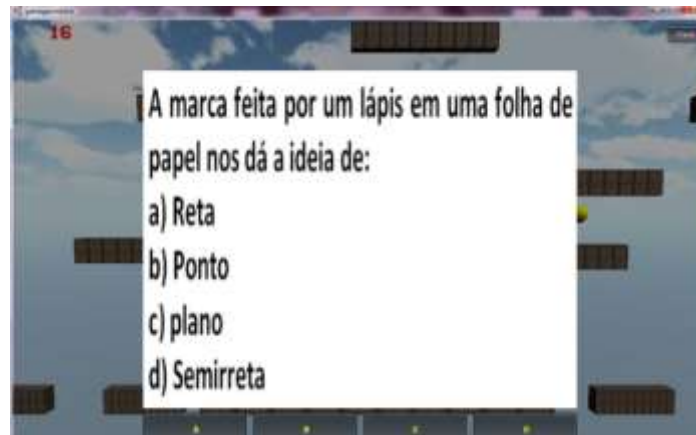 16
A marca feita por um lápis em uma folha de
papel nos dá a ideia de:
a) Reta
b) Ponto
c) plano
d) Semirreta